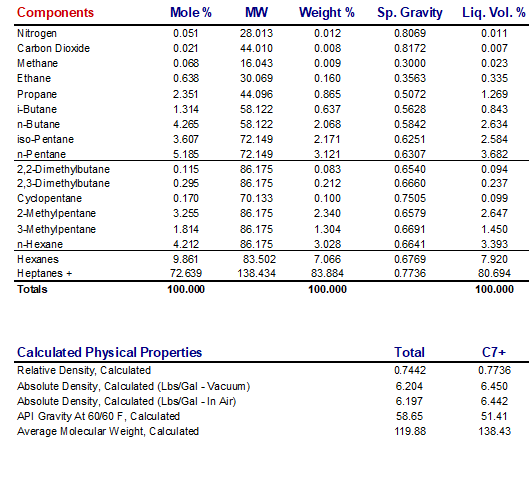 Components Mole % MW Weight % Sp. Gravity Liq. Vol. %
Nitrogen 0.051 28.013 0.012 0.8069 0.011
Carbon Dioxide 0.021 44.010 0.008 0.8172 0.007
Methane 0.068 16.043 0.009 0.3000 0.023
Ethane 0.638 30.069 0.160 0.3563 0.335
Propane 2.351 44.096 0.865 0.5072 1.269
i-Butane 1.314 58.122 0.637 0.5628 0.843
n-Butane 4.265 58.122 2.068 0.5842 2.634
iso-Pentane 3.607 72.149 2.171 0.6251 2.584
n-Pentane 5.185 72.149 3.121 0.6307 3.682
2,2-Dimethylbutane 0.115 86.175 0.083 0.6540 0.094
2,3-Dimethylbutane 0.295 86.175 0.212 0.6660 0.237
Cyclopentane 0.170 70.133 0.100 0.7505 0.099
2-Methylpentane 3.255 86.175 2.340 0.6579 2.647
3-Methylpentane 1.814 86.175 1.304 0.6691 1.450
n-Hexane 4.212 86.175 3.028 0.6641 3.393
Hexanes 9.861 83.502 7.066 0.6769 7.920
Heptanes + 72.639 138.434 83.884 0.7736 80.694
Totals 100.000 100.000 100.000
Calculated Physical Properties Total C7+
Relative Density, Calculated 0.7442 0.7736
Absolute Density, Calculated (Lbs/Gal - Vacuum) 6.204 6.450
Absolute Density, Calculated (Lbs/Gal - In Air) 6.197 6.442
API Gravity At 60/60 F, Calculated 58.65 51.41
Average Molecular Weight, Calculated 119.88 138.43